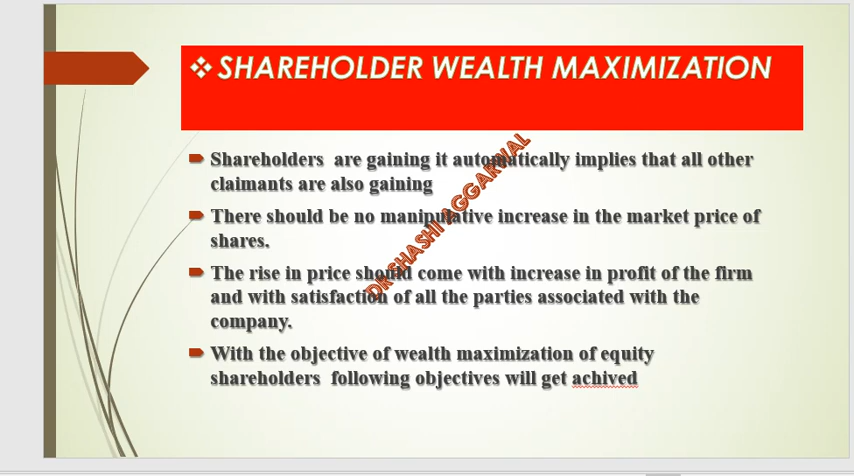 ❖ SHAREHOLDER WEALTH MAXIMIZATION
Shareholders are gaining it automatically implies that all other
claimants are also gaining
There should be no manipulative increase in the market price of
shares.
The rise in price should come with increase in profit of the firm
and with satisfaction of all the parties associated with the
company.
With the objective of wealth maximization of equity
shareholders following objectives will get achived
DR SHASHI AGGARWAL